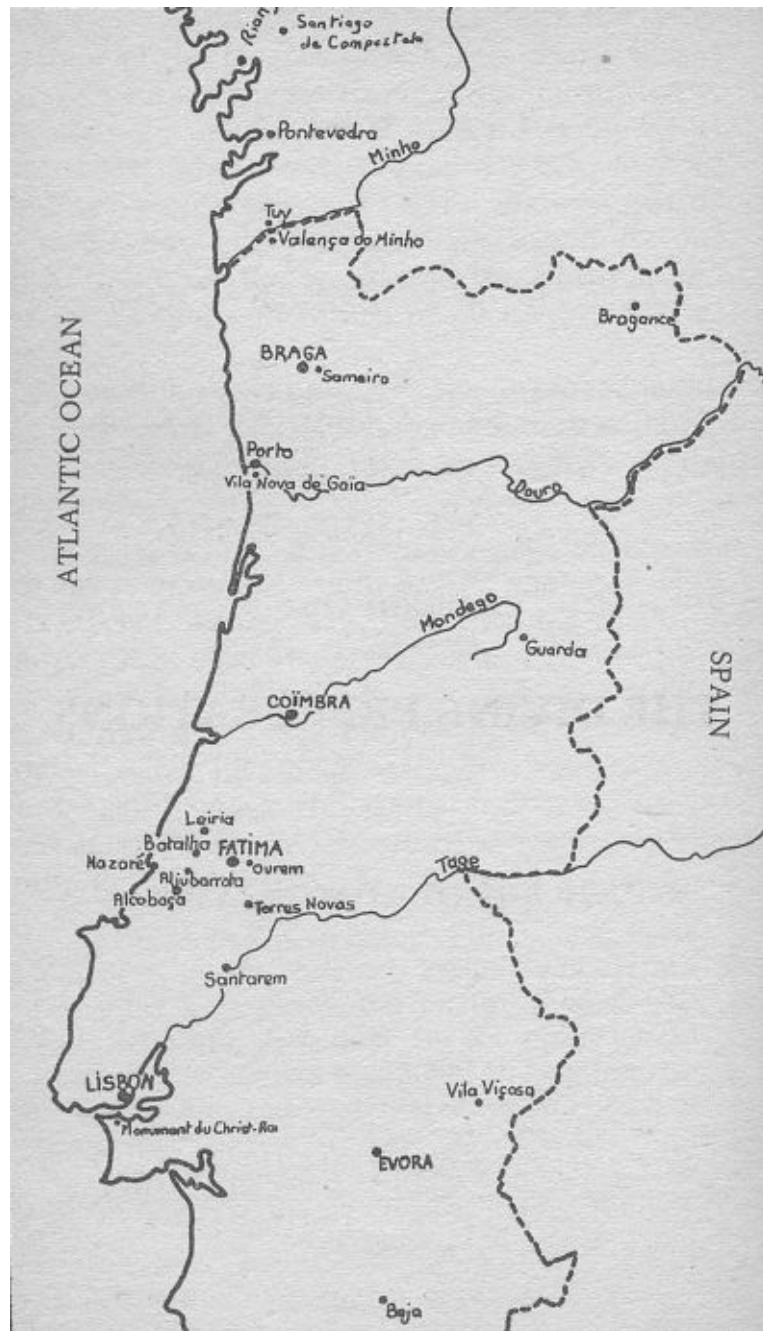 Santiago
de Compostela
Pontevedra
Minho
Tuy
Valença do Minho
Bragance
BRAGA
Sameiro
ATLANTIC OCEAN
Porto
Vila Nova de Gaïa
Douro
Mondego
Guarda
SPAIN
COÏMBRA
Leiria
Batalha
FATIMA
Nazaré
Ourem
Aljubarrota
Alcobaça
Tage
Torres Novas
Santarem
LISBON
Vila Viçosa
Monument du Christ-Roi
EVORA
Beja